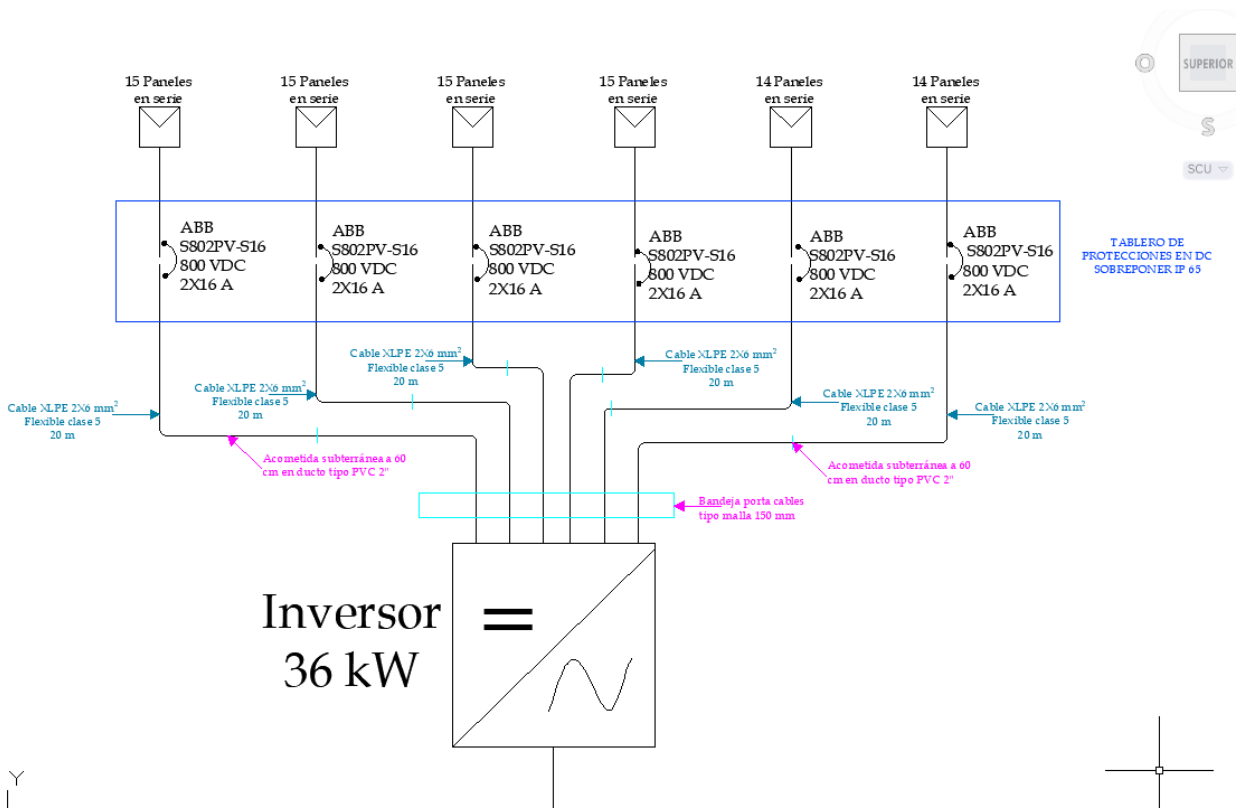 15 Paneles
en serie
15 Paneles
en serie
15 Paneles
en serie
15 Paneles
en serie
14 Paneles
en serie
14 Paneles
en serie
O
SUPERIOR
S
SCU
ABB
S802PV-S16
800 VDC
2X16 A
ABB
S802PV-S16
800 VDC
2X16 A
ABB
S802PV-S16
800 VDC
2X16 A
ABB
S802PV-S16
800 VDC
2X16 A
ABB
S802PV-S16
800 VDC
2X16 A
ABB
S802PV-S16
800 VDC
2X16 A
TABLERO DE
PROTECCIONES EN DC
SOBREPONER IP 65
Cable XLPE 2X6 mm²
Flexible clase 5
20 m
Cable XLPE 2X6 mm²
Flexible clase 5
20 m
Cable XLPE 2X6 mm²
Flexible clase 5
20 m
Cable XLPE 2X6 mm²
Flexible clase 5
20 m
Cable XLPE 2X6 mm²
Flexible clase 5
20 m
Cable XLPE 2X6 mm²
Flexible clase 5
20 m
Acometida subterránea a 60
cm en ducto tipo PVC 2"
Acometida subterránea a 60
cm en ducto tipo PVC 2"
Bandeja porta cables
tipo malla 150 mm
Inversor
36 kW
=
Y